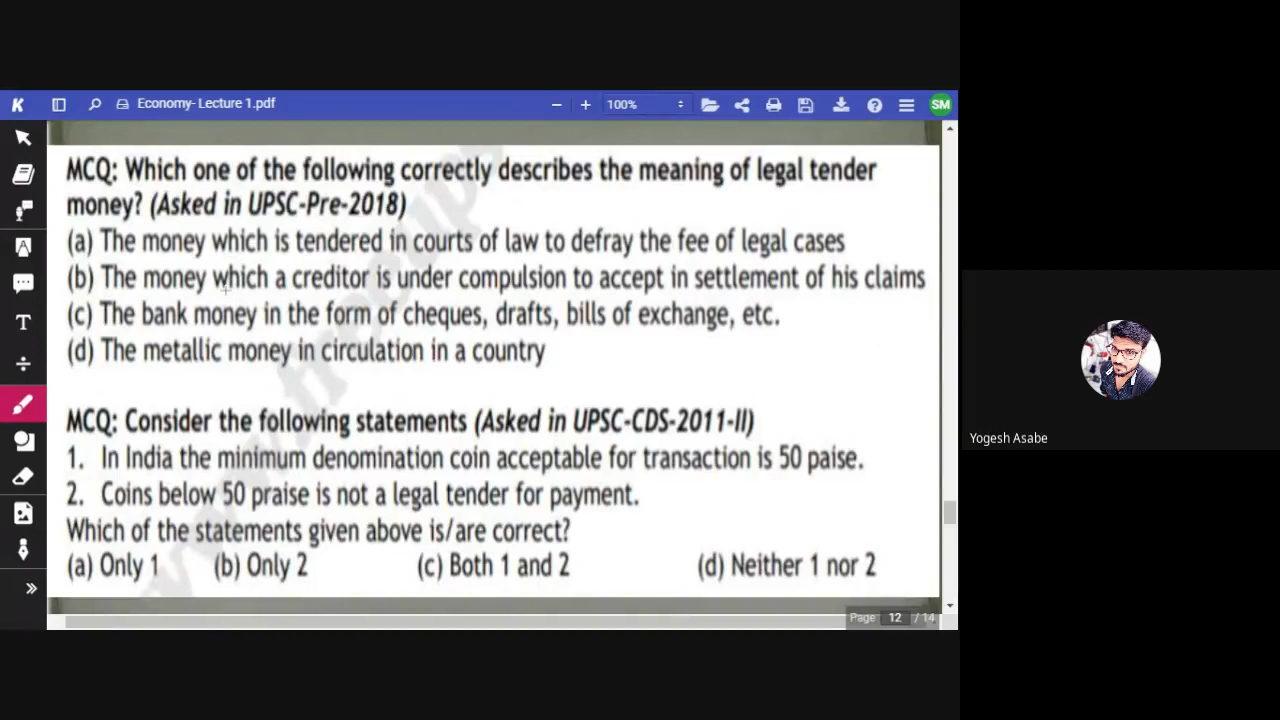 K
Economy- Lecture 1.pdf
100%
SM
MCQ: Which one of the following correctly describes the meaning of legal tender
money? (Asked in UPSC-Pre-2018)
(a) The money which is tendered in courts of law to defray the fee of legal cases
(b) The money which a creditor is under compulsion to accept in settlement of his claims
(c) The bank money in the form of cheques, drafts, bills of exchange, etc.
(d) The metallic money in circulation in a country
MCQ: Consider the following statements (Asked in UPSC-CDS-2011-II)
1. In India the minimum denomination coin acceptable for transaction is 50 paise.
2. Coins below 50 praise is not a legal tender for payment.
Which of the statements given above is/are correct?
(a) Only 1 (b) Only 2 (c) Both 1 and 2 (d) Neither 1 nor 2
Page 12 / 14
Yogesh Asabe